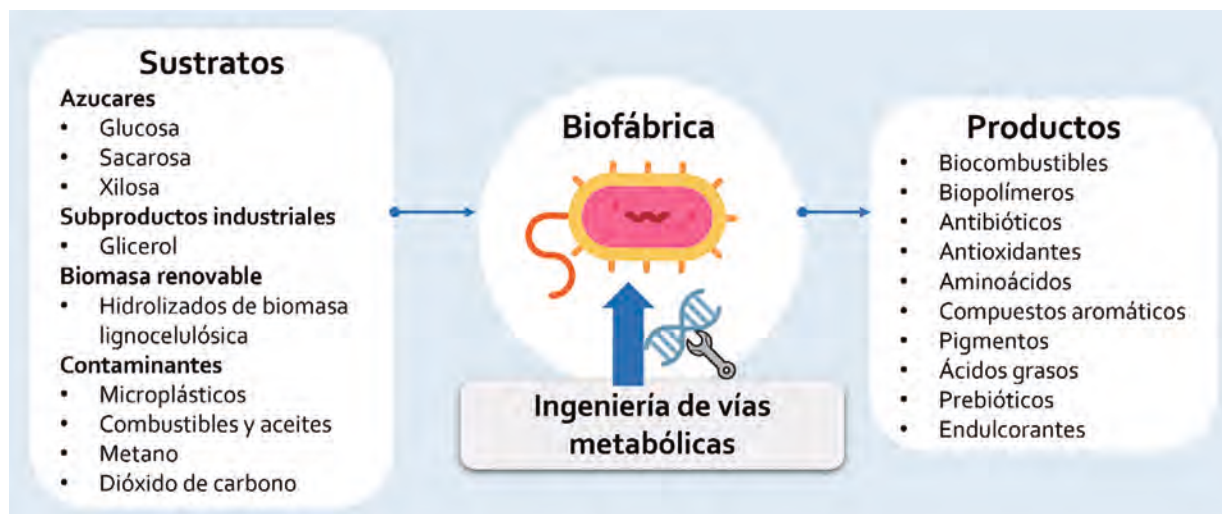 Sustratos
Azucares
• Glucosa
• Sacarosa
• Xilosa
Subproductos industriales
• Glicerol
Biomasa renovable
• Hidrolizados de biomasa
lignocelulósica
Contaminantes
• Microplásticos
• Combustibles y aceites
• Metano
• Dióxido de carbono
Biofábrica
Ingeniería de vías
metabólicas
Productos
• Biocombustibles
• Biopolímeros
• Antibióticos
• Antioxidantes
• Aminoácidos
• Compuestos aromáticos
• Pigmentos
• Ácidos grasos
• Prebióticos
• Endulcorantes